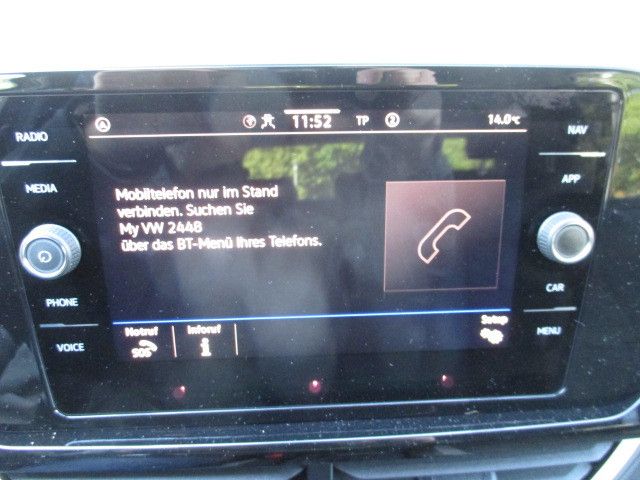 RADIO
MEDIA
PHONE
VOICE
NAV
APP
CAR
MENU
11:52 TP 14.0°C
Mobiltelefon nur im Stand
verbinden. Suchen Sie
My VW 2448
über das BT-Menü Ihres Telefons.
Notruf Inforuf Setup
SOS